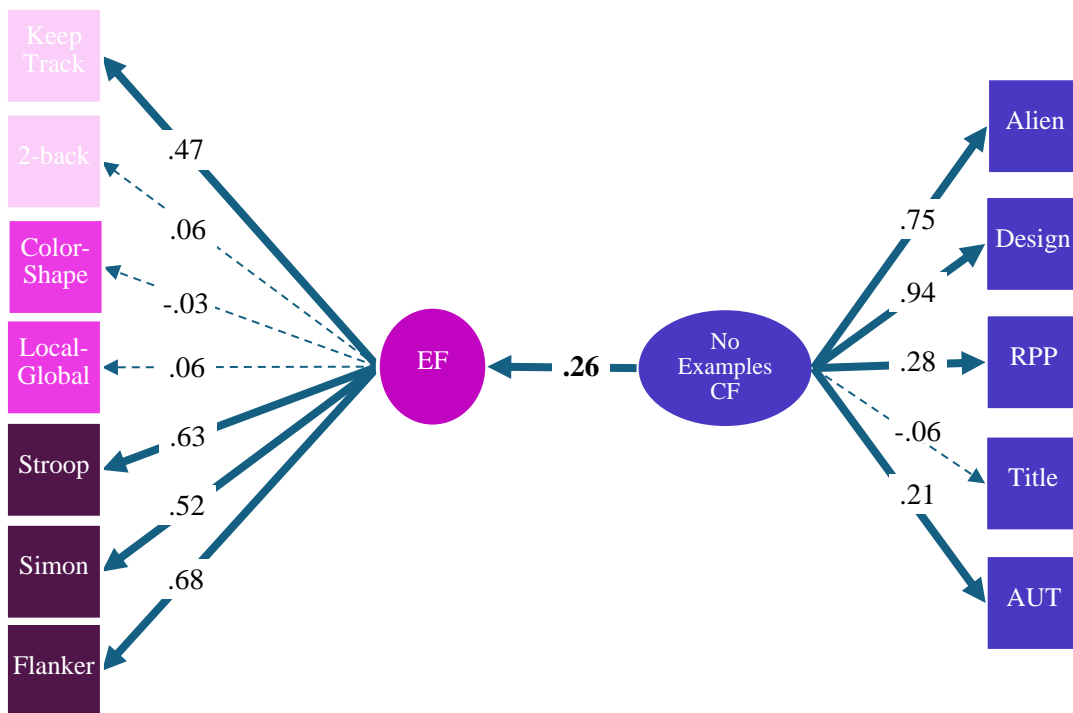 Keep
Track
2-back
Color-
Shape
Local-
Global
Stroop
Simon
Flanker
.47
.06
-.03
.06
.63
.52
.68
EF
.26
No
Examples
CF
.75
.94
.28
-.06
.21
Alien
Design
RPP
Title
AUT